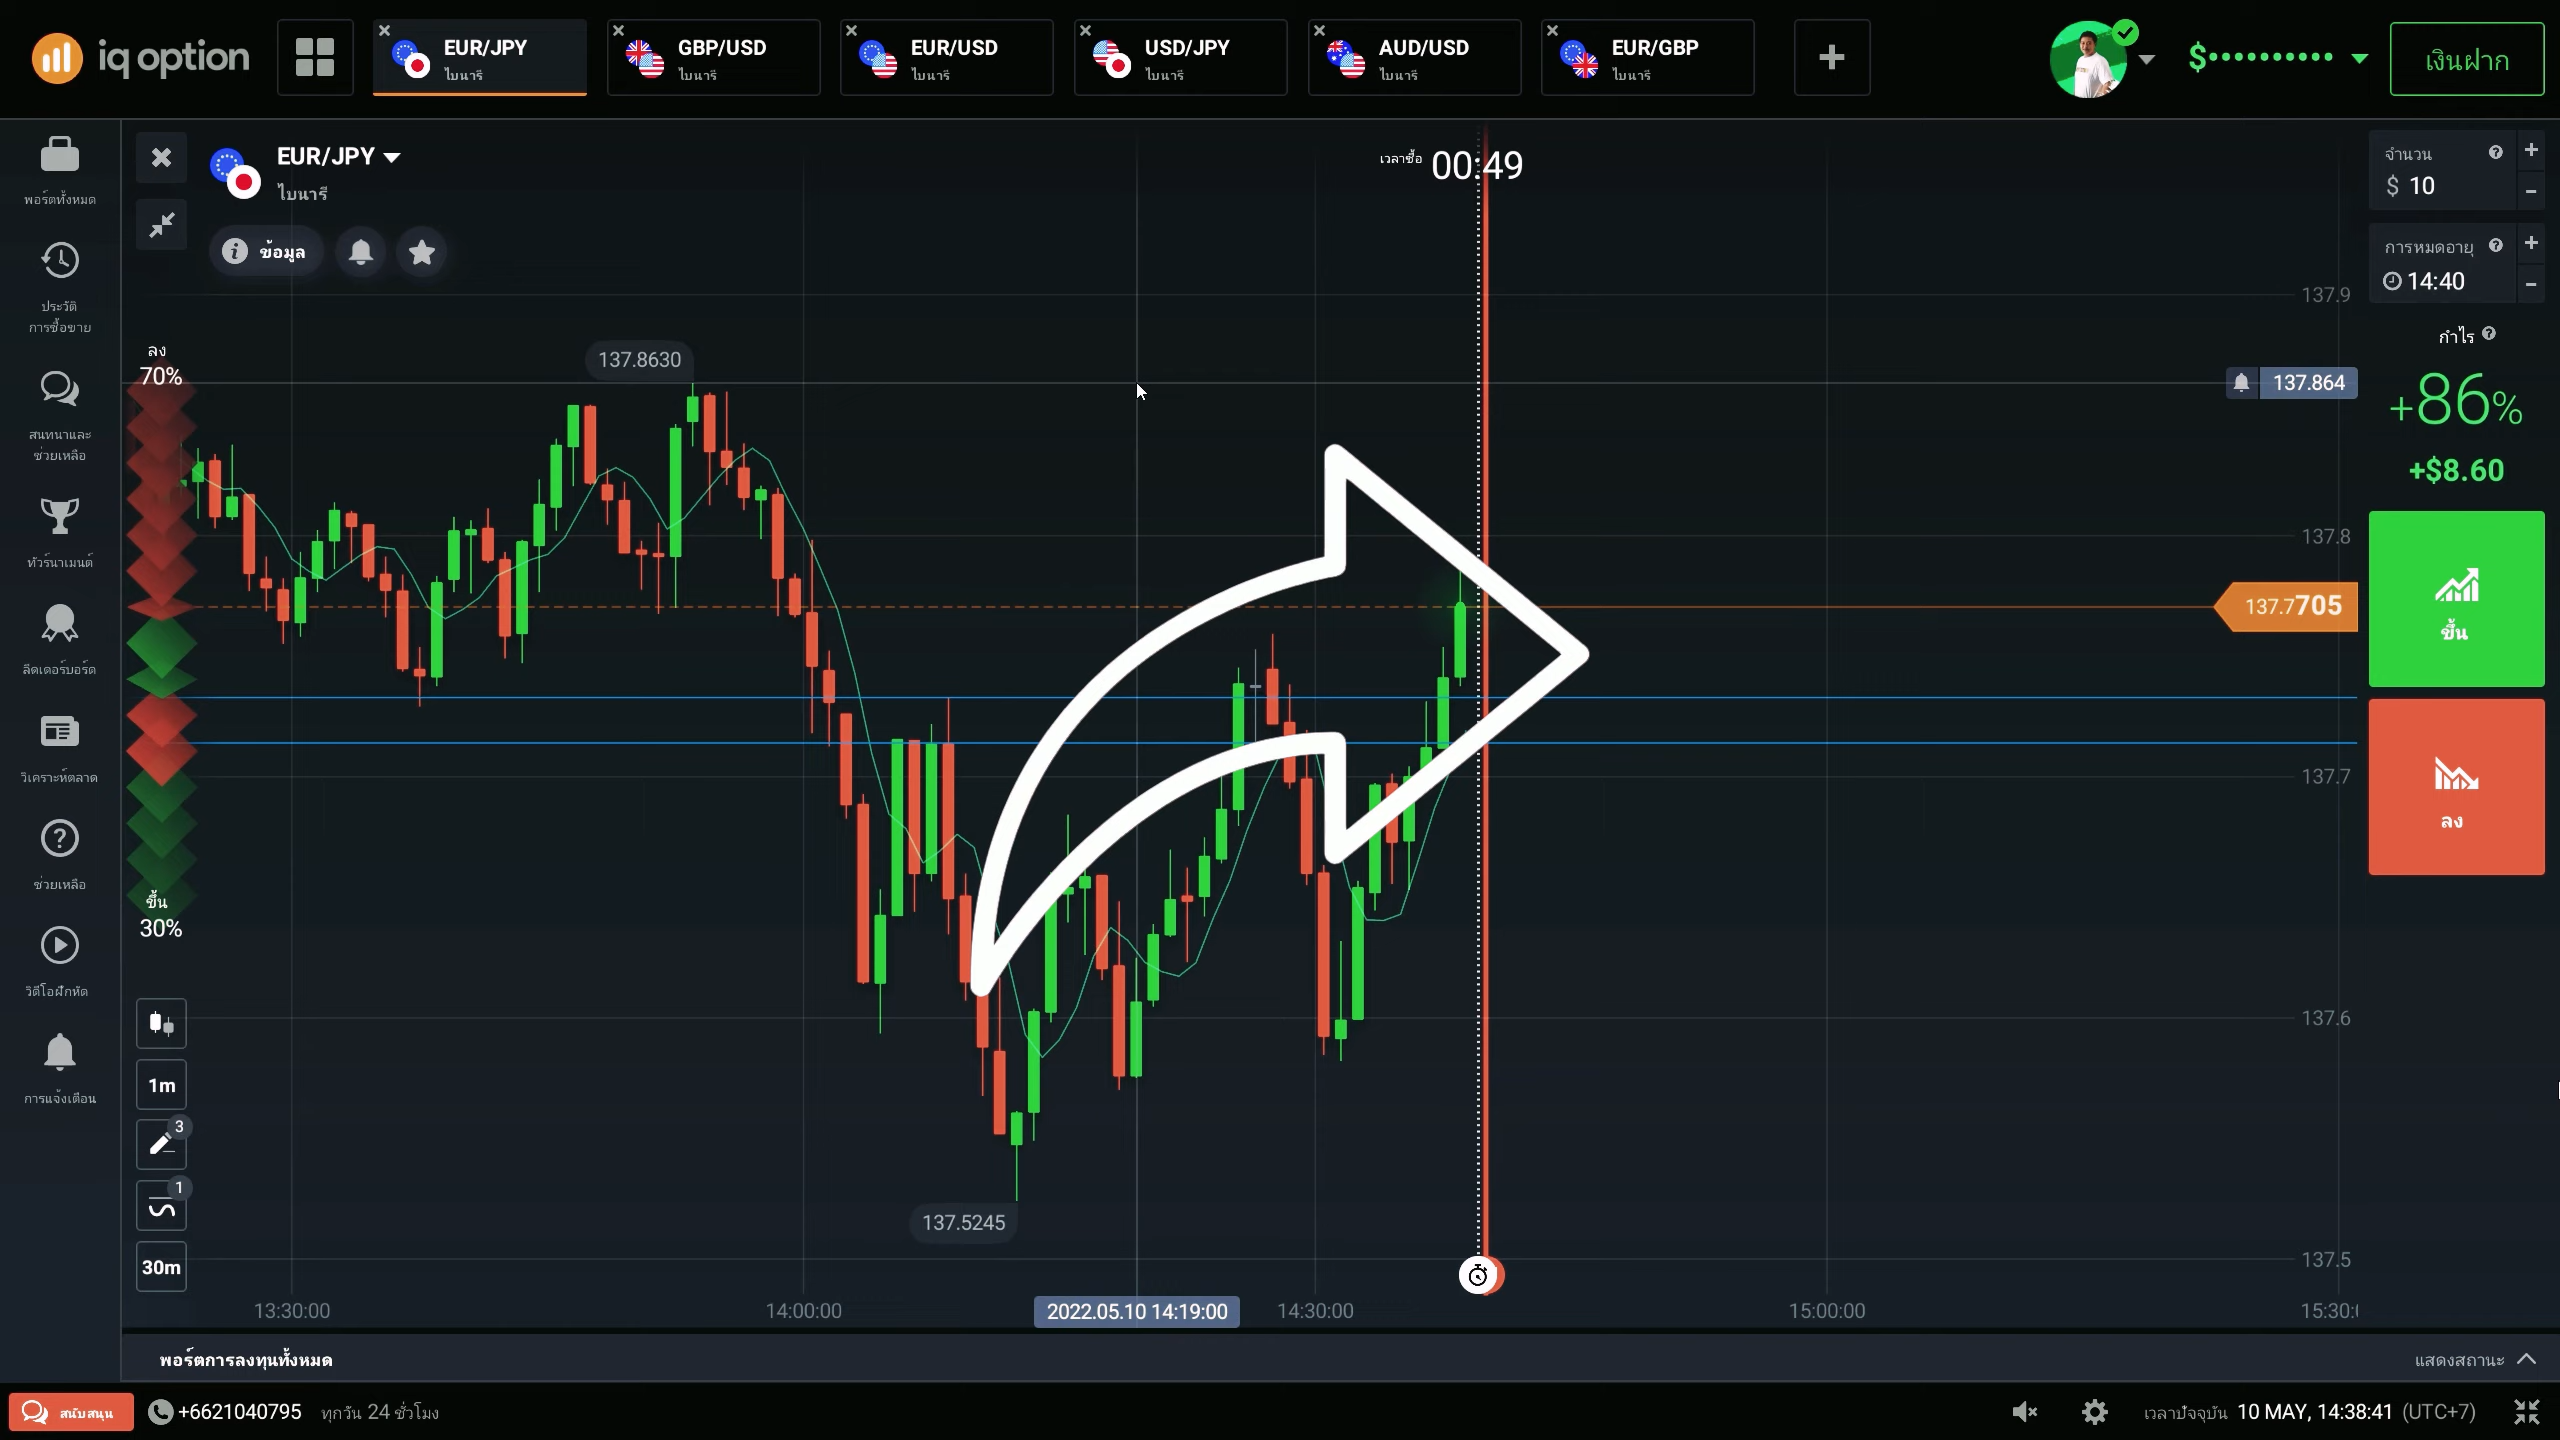 iq option
EUR/JPY
ไบนารี
GBP/USD
ไบนารี
EUR/USD
ไบนารี
USD/JPY
ไบนารี
AUD/USD
ไบนารี
EUR/GBP
ไบนารี
$
เงินฝาก
พอร์ตทั้งหมด
ประวัติ
การซื้อขาย
สนทนาและ
ช่วยเหลือ
ทัวร์นาเมนต์
ลีดเดอร์บอร์ด
วิเคราะห์ตลาด
ช่วยเหลือ
วิดีโอฝึกหัด
การแจ้งเตือน
EUR/JPY
ไบนารี
ข้อมูล
เวลาซื้อ 00:49
ลง
70%
ขึ้น
30%
137.8630
137.5245
1m
3
1
30m
137.9
137.864
137.8
137.7705
137.7
137.6
137.5
13:30:00
14:00:00
2022.05.10 14:19:00
14:30:00
15:00:00
15:30:
จำนวน
$ 10
การหมดอายุ
14:40
กำไร
+86%
+$8.60
ขึ้น
ลง
พอร์ตการลงทุนทั้งหมด
แสดงสถานะ
สนับสนุน
+6621040795
ทุกวัน 24 ชั่วโมง
เวลาปัจจุบัน 10 MAY, 14:38:41 (UTC+7)